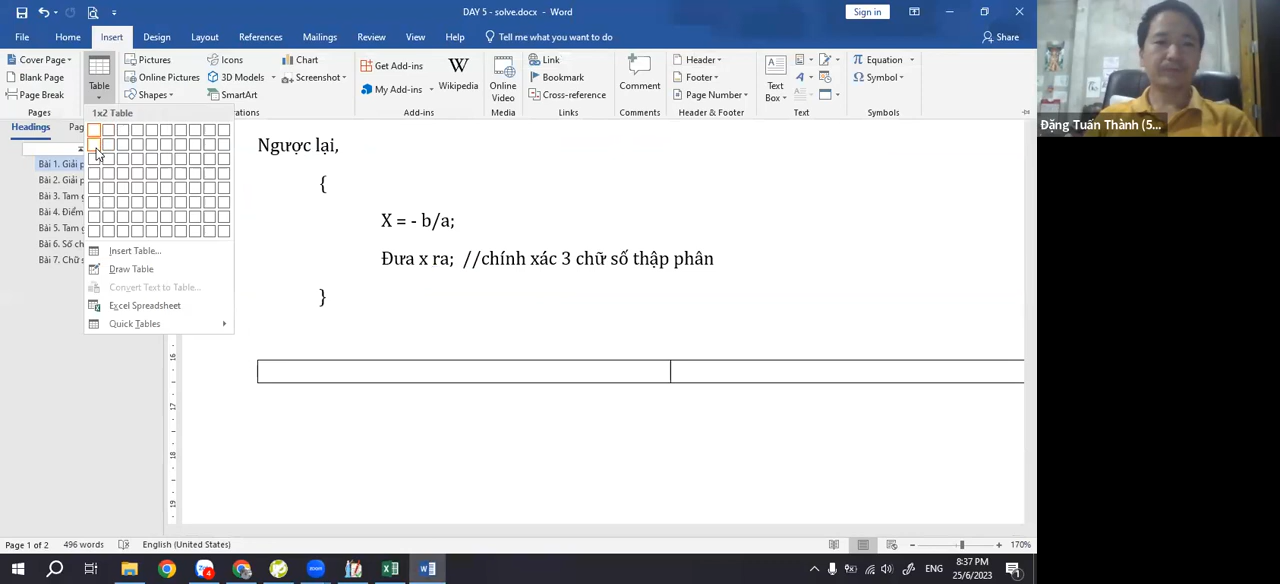 DAY 5 - solve.docx - Word
Sign in
File Home Insert Design Layout References Mailings Review View Help Tell me what you want to do Share
Cover Page
Blank Page
Page Break
Pages
Table
Pictures
Online Pictures
Shapes
Icons
3D Models
SmartArt
Chart
Screenshot
Get Add-ins
My Add-ins
Wikipedia
Add-ins
Online
Video
Link
Bookmark
Cross-reference
Comment
Comments
Header
Footer
Page Number
Header & Footer
Text
Box
Text
Equation
Symbol
Symbols
1x2 Table
Insert Table...
Draw Table
Convert Text to Table...
Excel Spreadsheet
Quick Tables
Headings
Bài 1. Giải
Bài 2. Giải
Bài 3. Tam
Bài 4. Điểm
Bài 5. Tam
Bài 6. Số
Bài 7. Chữ
Ngược lại,
{
X = - b/a;
Đưa x ra; //chính xác 3 chữ số thập phân
}
16
17
18
19
Đặng Tuấn Thành (5...
Page 1 of 2 496 words English (United States) 170%
4
ENG
8:37 PM
25/6/2023
1